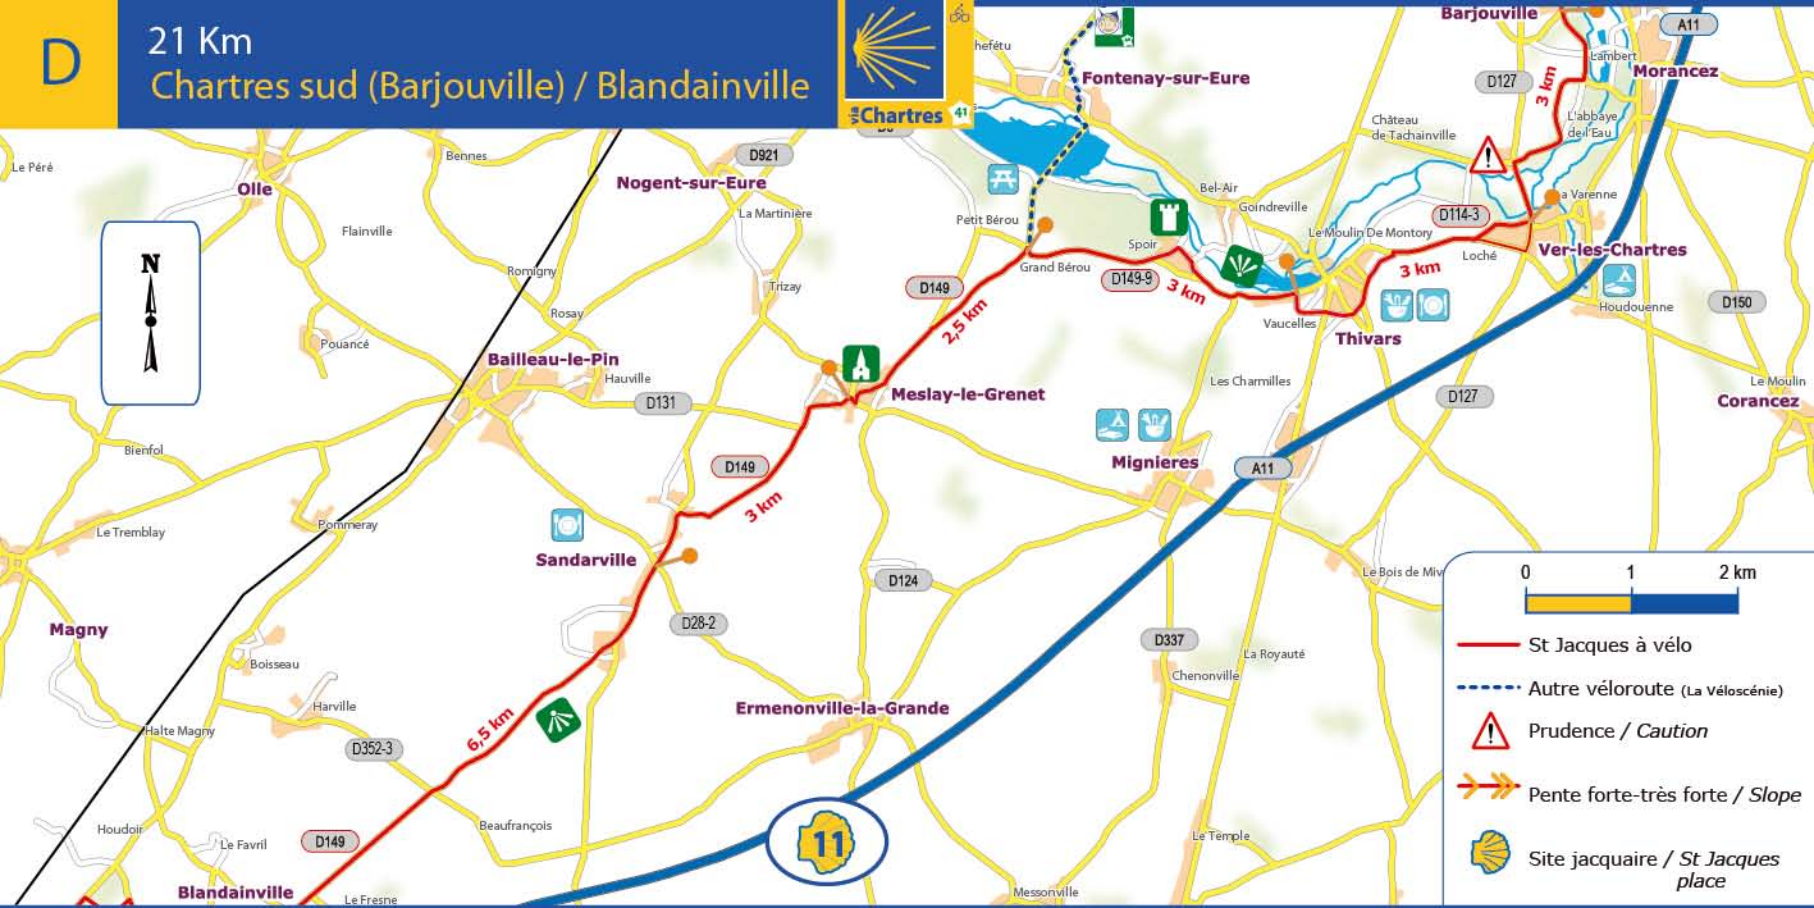 D
21 Km
Chartres sud (Barjouville) / Blandainville
via Chartres
41
hefétu
Fontenay-sur-Eure
Barjouville
A11
Lambert
Morancez
D127
3 km
L'abbaye
de l'Eau
Château
de Tachainville
Le Péré
Olle
Bennes
D921
Nogent-sur-Eure
La Martinière
Flainville
N
Romigny
Trizay
Rosay
Pouancé
Petit Bérou
Grand Bérou
Spoir
Bel-Air
Goindreville
Le Moulin De Montory
D114-3
a Varenne
Ver-les-Chartres
Loché
3 km
D149-9
3 km
D149
2,5 km
Vaucelles
Thivars
Houdouenne
D150
Bailleau-le-Pin
Hauville
D131
Meslay-le-Grenet
Les Charmilles
D127
Le Moulin
Corancez
Bienfol
D149
3 km
Mignieres
A11
Le Tremblay
Pommeray
Sandarville
D124
Le Bois de Miv
Magny
D28-2
D337
La Royauté
Chenonville
Boisseau
Harville
Halte Magny
D352-3
6,5 km
Ermenonville-la-Grande
Houdoir
Le Favril
D149
Beaufrançois
11
Le Temple
Blandainville
Le Fresne
Messonville
0 1 2 km
St Jacques à vélo
Autre véloroute (La Véloscénie)
Prudence / Caution
Pente forte-très forte / Slope
Site jacquaire / St Jacques
place